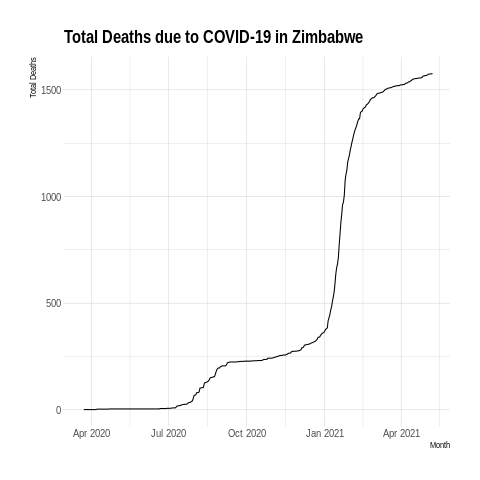 Total Deaths due to COVID-19 in Zimbabwe
Total Deaths
1500
1000
500
0
Apr 2020 Jul 2020 Oct 2020 Jan 2021 Apr 2021
Month